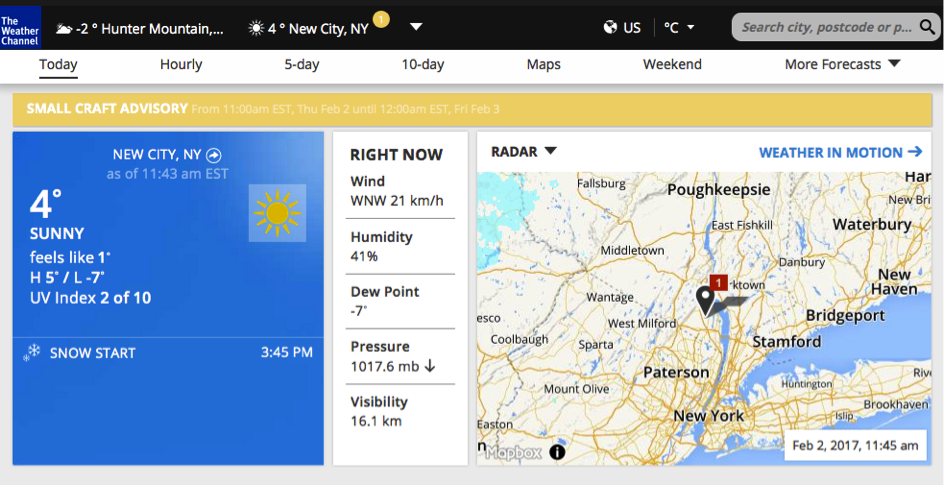 The
Weather
Channel
-2 ° Hunter Mountain,...
4 ° New City, NY
1
US
°C
Search city, postcode or p...
Today
Hourly
5-day
10-day
Maps
Weekend
More Forecasts
SMALL CRAFT ADVISORY From 11:00am EST, Thu Feb 2 until 12:00am EST, Fri Feb 3
NEW CITY, NY
as of 11:43 am EST
4°
SUNNY
feels like 1°
H 5° / L -7°
UV Index 2 of 10
SNOW START
3:45 PM
RIGHT NOW
Wind
WNW 21 km/h
Humidity
41%
Dew Point
-7°
Pressure
1017.6 mb
Visibility
16.1 km
RADAR
WEATHER IN MOTION
Har
Fallsburg
Poughkeepsie
New Bri
East Fishkill
Waterbury
Middletown
Danbury
New
Haven
1
ktown
Wantage
Bridgeport
esco
West Milford
Coolbaugh
Sparta
Stamford
Paterson
Rive
Mount Olive
Huntington
Brookhaven
New York
Islip
Easton
n
Mapbox
i
Feb 2, 2017, 11:45 am